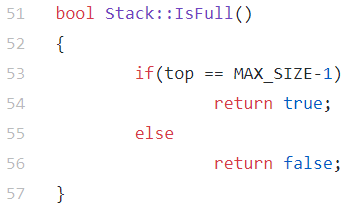 51 bool Stack::IsFull()
52 {
53 if(top == MAX_SIZE-1)
54 return true;
55 else
56 return false;
57 }